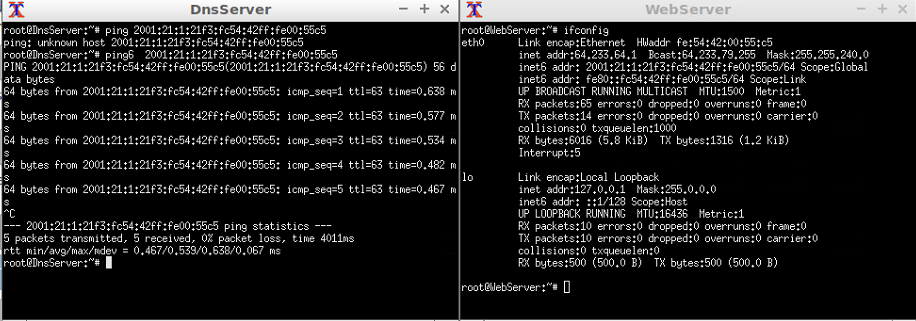 DnsServer
root@DnsServer:~# ping 2001:21:1:21f3:fc54:42ff:fe00:55c5
ping: unknown host 2001:21:1:21f3:fc54:42ff:fe00:55c5
root@DnsServer:~# ping6  2001:21:1:21f3:fc54:42ff:fe00:55c5
PING 2001:21:1:21f3:fc54:42ff:fe00:55c5(2001:21:1:21f3:fc54:42ff:fe00:55c5) 56 d
ata bytes
64 bytes from 2001:21:1:21f3:fc54:42ff:fe00:55c5: icmp_seq=1 ttl=63 time=0.638 m
s
64 bytes from 2001:21:1:21f3:fc54:42ff:fe00:55c5: icmp_seq=2 ttl=63 time=0.577 m
s
64 bytes from 2001:21:1:21f3:fc54:42ff:fe00:55c5: icmp_seq=3 ttl=63 time=0.534 m
s
64 bytes from 2001:21:1:21f3:fc54:42ff:fe00:55c5: icmp_seq=4 ttl=63 time=0.482 m
s
64 bytes from 2001:21:1:21f3:fc54:42ff:fe00:55c5: icmp_seq=5 ttl=63 time=0.467 m
s
^C
--- 2001:21:1:21f3:fc54:42ff:fe00:55c5 ping statistics ---
5 packets transmitted, 5 received, 0% packet loss, time 4011ms
rtt min/avg/max/mdev = 0.467/0.539/0.638/0.067 ms
root@DnsServer:~#
WebServer
root@WebServer:~# ifconfig
eth0      Link encap:Ethernet  HWaddr fe:54:42:00:55:c5
inet addr:64.233.64.1  Bcast:64.233.79.255  Mask:255.255.240.0
inet6 addr: 2001:21:1:21f3:fc54:42ff:fe00:55c5/64 Scope:Global
inet6 addr: fe80::fc54:42ff:fe00:55c5/64 Scope:Link
UP BROADCAST RUNNING MULTICAST  MTU:1500  Metric:1
RX packets:65 errors:0 dropped:0 overruns:0 frame:0
TX packets:14 errors:0 dropped:0 overruns:0 carrier:0
collisions:0 txqueuelen:1000
RX bytes:6016 (5.8 KiB)  TX bytes:1316 (1.2 KiB)
Interrupt:5
lo        Link encap:Local Loopback
inet addr:127.0.0.1  Mask:255.0.0.0
inet6 addr: ::1/128 Scope:Host
UP LOOPBACK RUNNING  MTU:16436  Metric:1
RX packets:10 errors:0 dropped:0 overruns:0 frame:0
TX packets:10 errors:0 dropped:0 overruns:0 carrier:0
collisions:0 txqueuelen:0
RX bytes:500 (500.0 B)  TX bytes:500 (500.0 B)
root@WebServer:~#